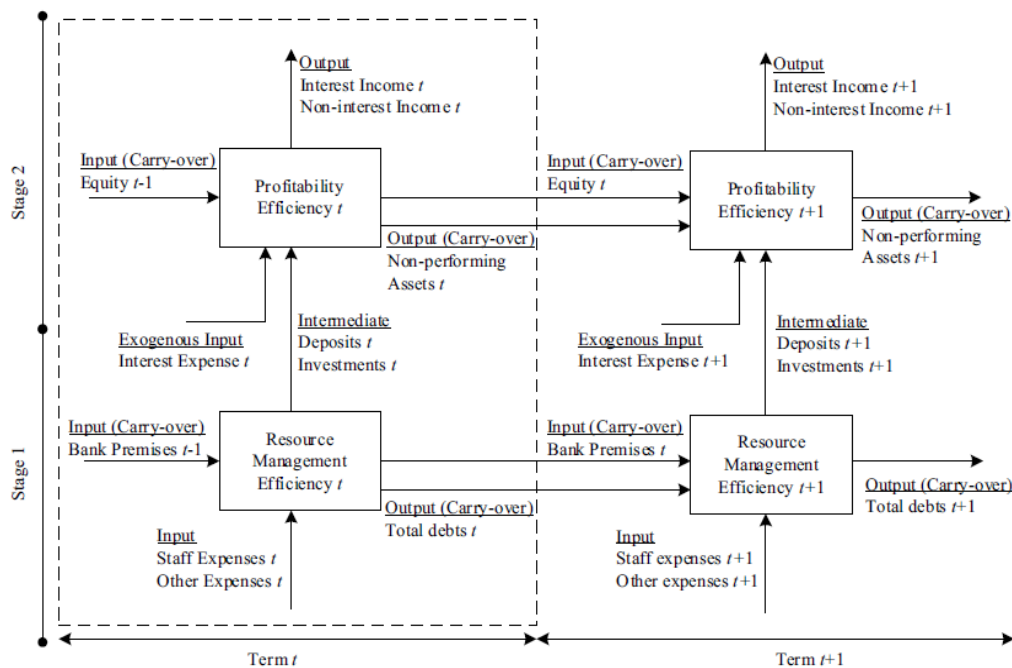 Output
Interest Income t
Non-interest Income t
Output
Interest Income t+1
Non-interest Income t+1
Stage 2
Input (Carry-over)
Equity t-1
Profitability
Efficiency t
Input (Carry-over)
Equity t
Profitability
Efficiency t+1
Output (Carry-over)
Non-performing
Assets t
Output (Carry-over)
Non-performing
Assets t+1
Exogenous Input
Interest Expense t
Intermediate
Deposits t
Investments t
Exogenous Input
Interest Expense t+1
Intermediate
Deposits t+1
Investments t+1
Stage 1
Input (Carry-over)
Bank Premises t-1
Resource
Management
Efficiency t
Input (Carry-over)
Bank Premises t
Resource
Management
Efficiency t+1
Output (Carry-over)
Total debts t
Output (Carry-over)
Total debts t+1
Input
Staff Expenses t
Other Expenses t
Input
Staff expenses t+1
Other expenses t+1
Term t
Term t+1